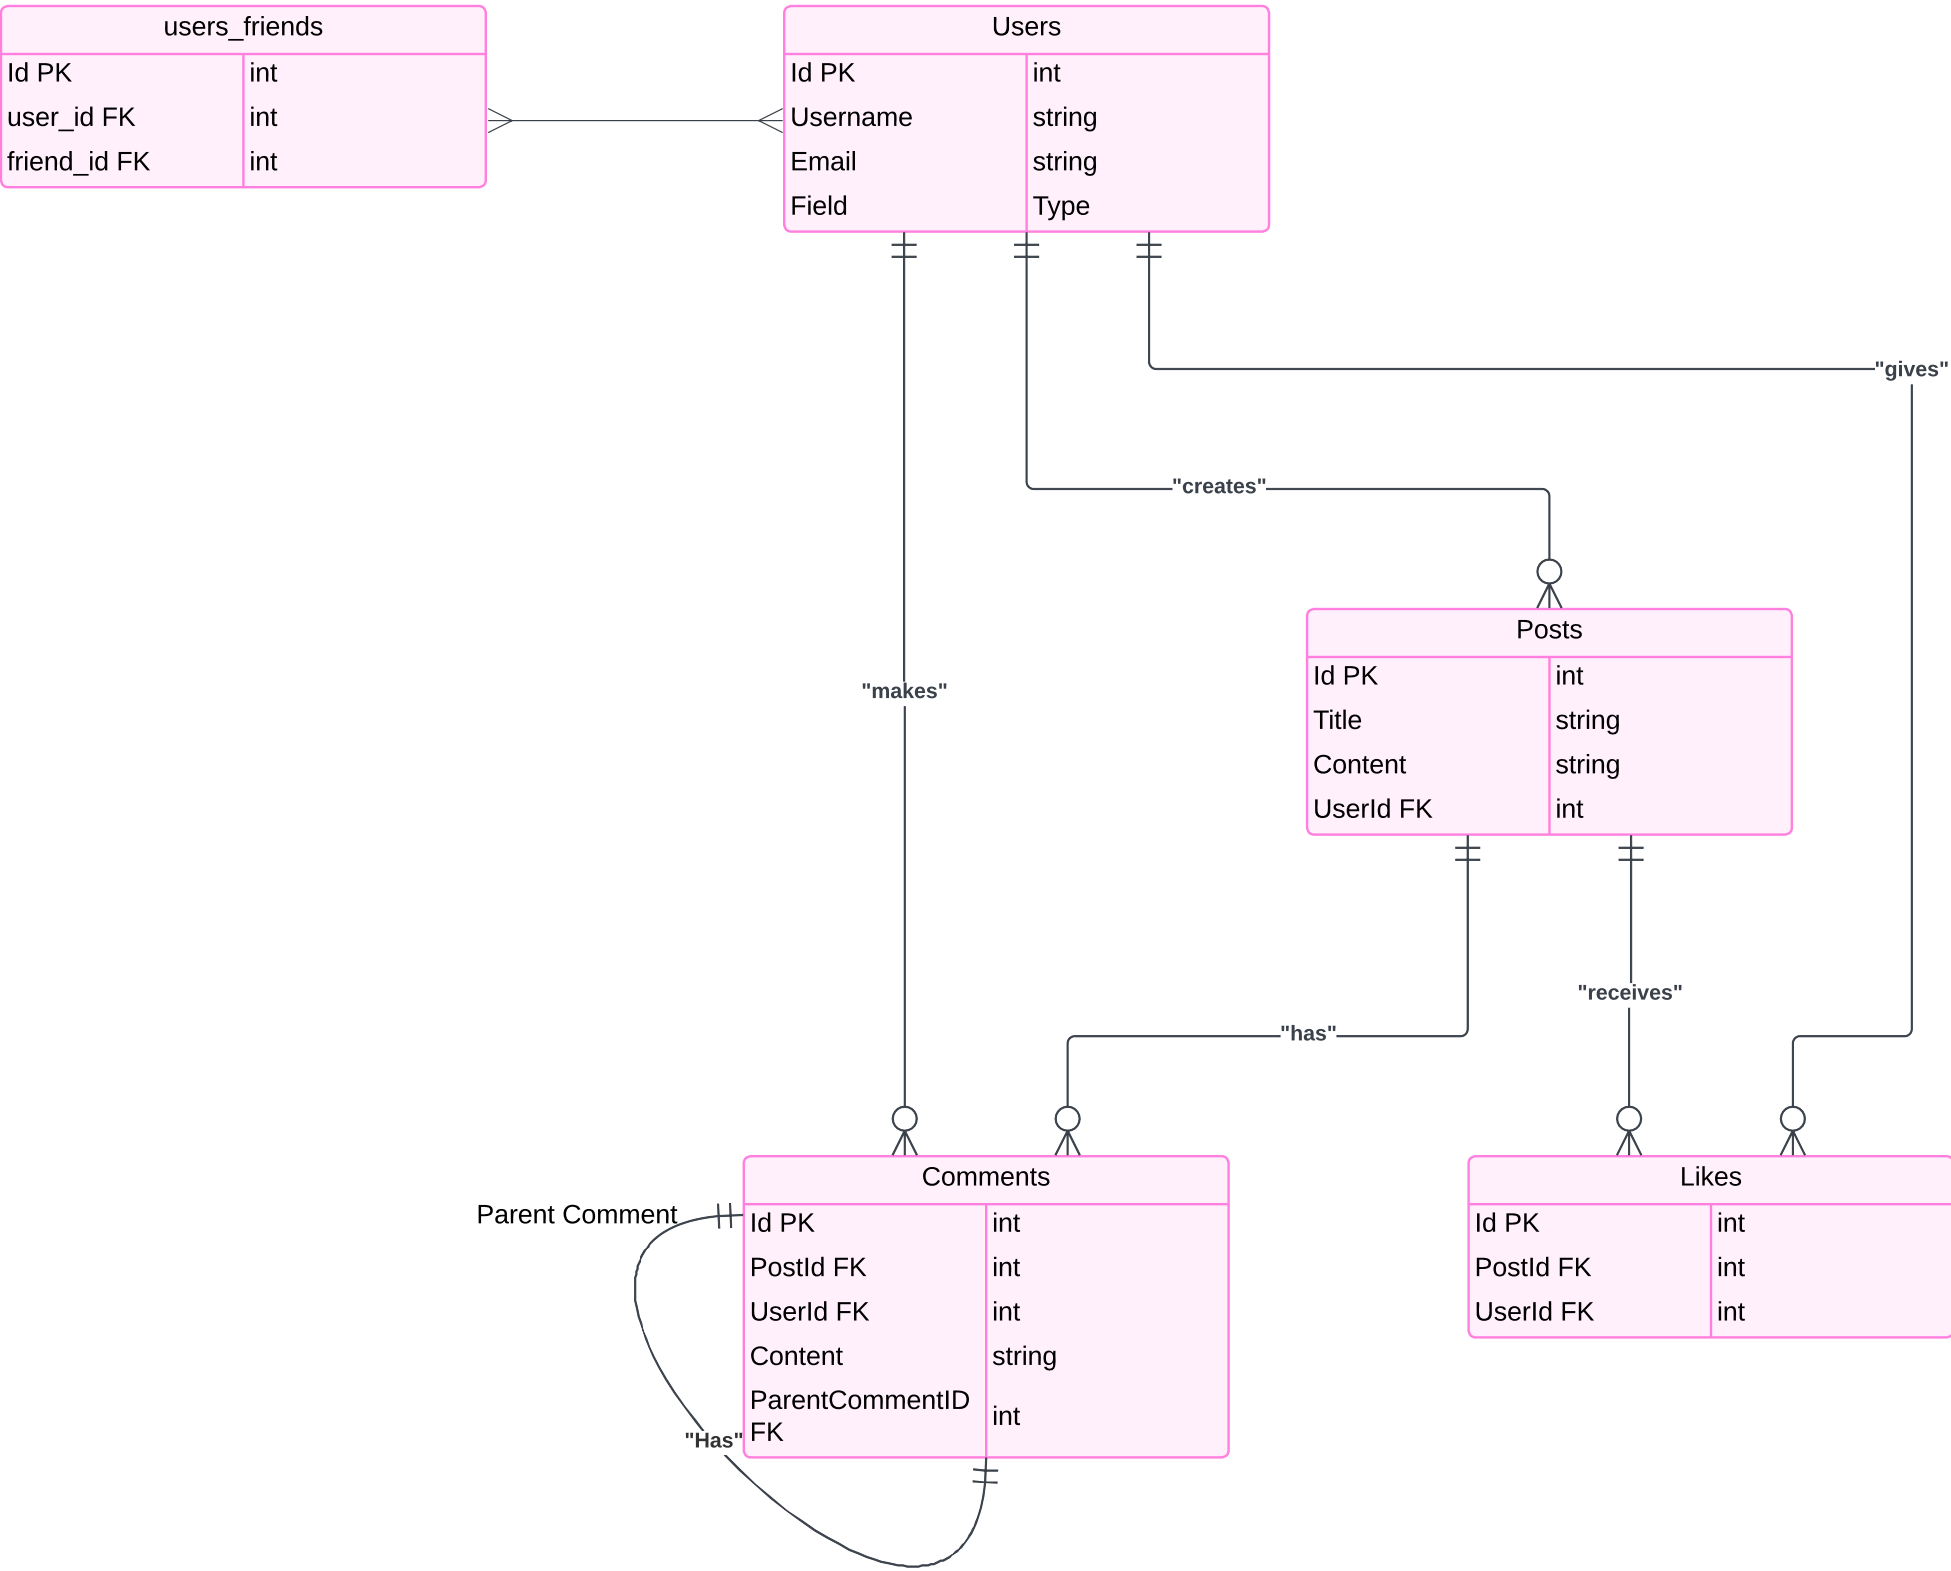 users_friends
Id PK int
user_id FK int
friend_id FK int
Users
Id PK int
Username string
Email string
Field Type
"gives"
"creates"
Posts
Id PK int
Title string
Content string
UserId FK int
"makes"
"receives"
"has"
Comments
Id PK int
PostId FK int
UserId FK int
Content string
ParentCommentID
FK
int
Parent Comment
"Has"
Likes
Id PK int
PostId FK int
UserId FK int